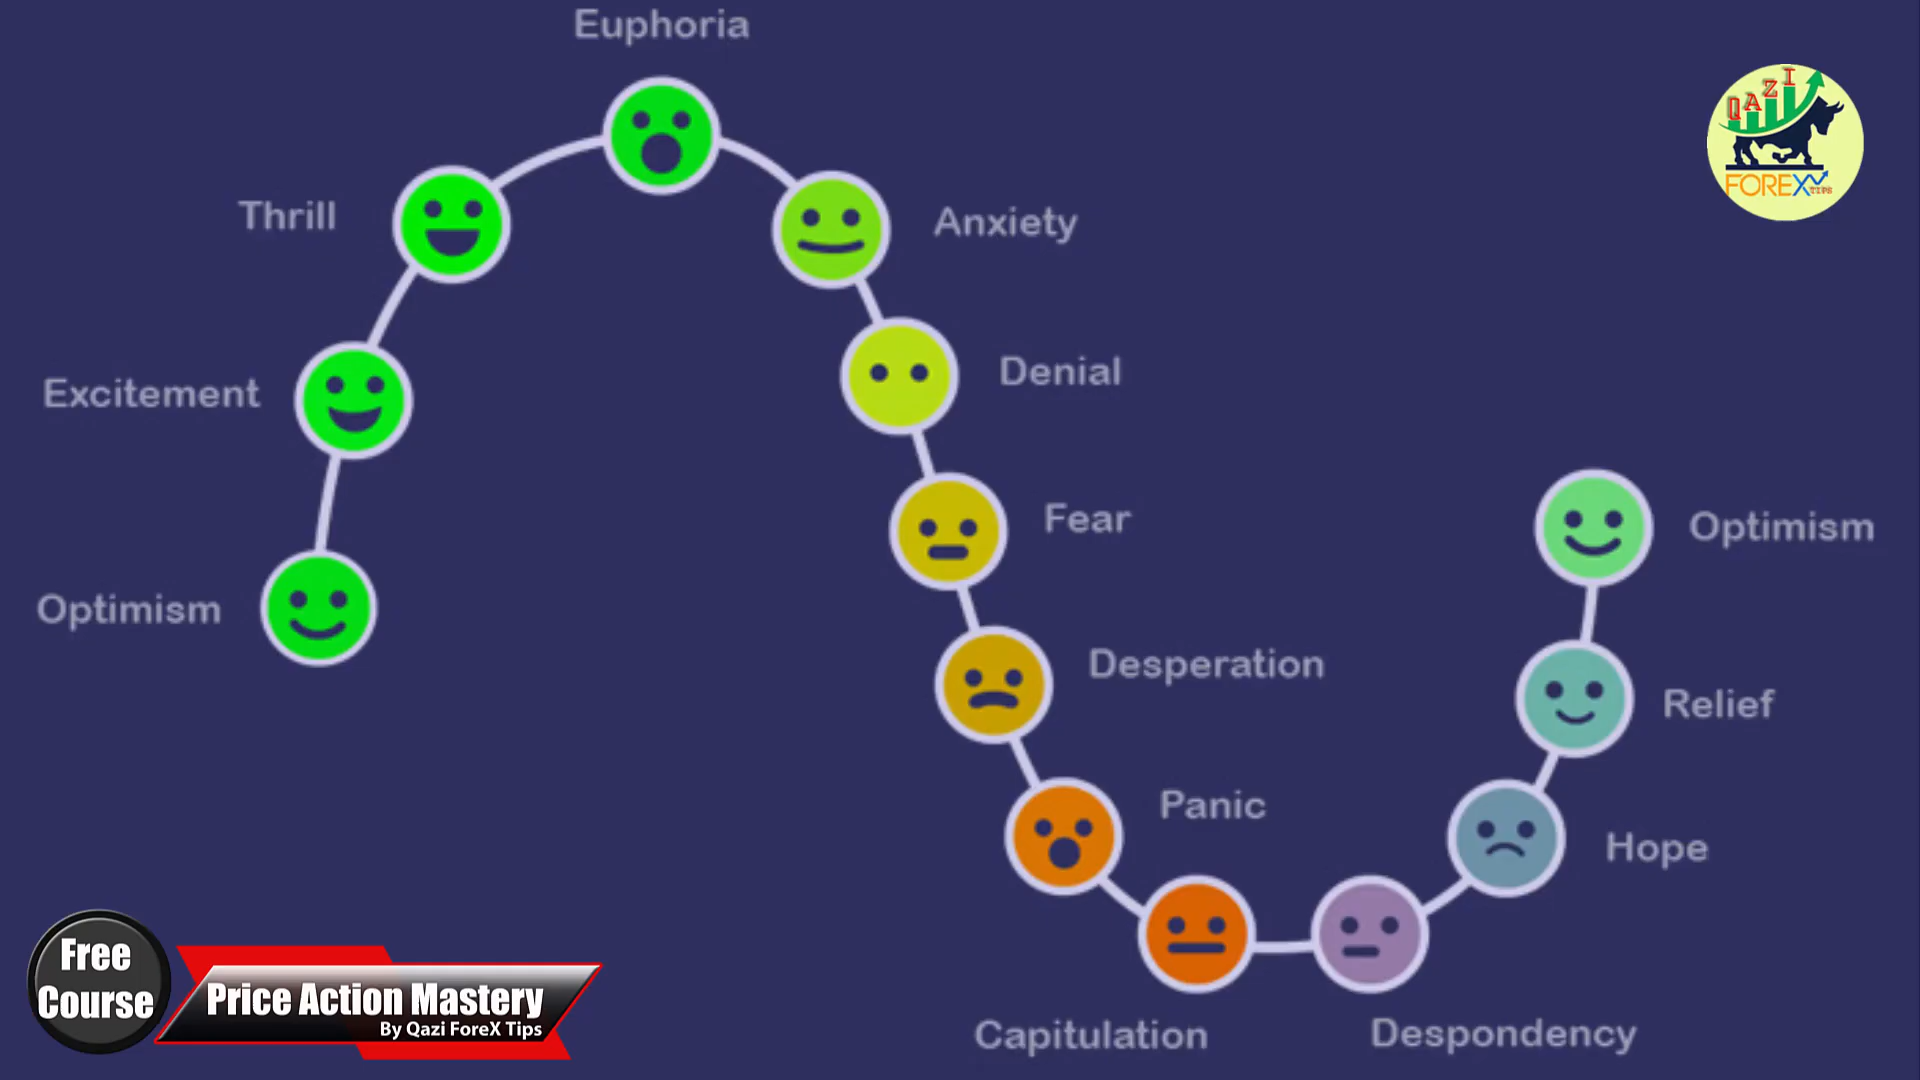 Euphoria
Thrill
Anxiety
Excitement
Denial
Fear
Optimism
Optimism
Desperation
Relief
Panic
Hope
Capitulation
Despondency
QAZI
FOREX
TIPS
Free
Course
Price Action Mastery
By Qazi ForeX Tips